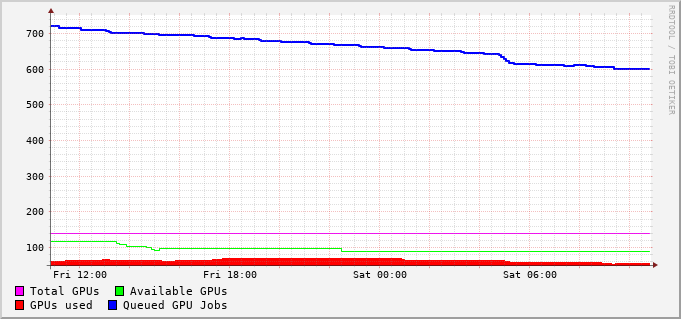 700
600
500
400
300
200
100
Fri 12:00 Fri 18:00 Sat 00:00 Sat 06:00
Total GPUs Available GPUs
GPUs used Queued GPU Jobs
RRDTOOL / TOBI OETIKER